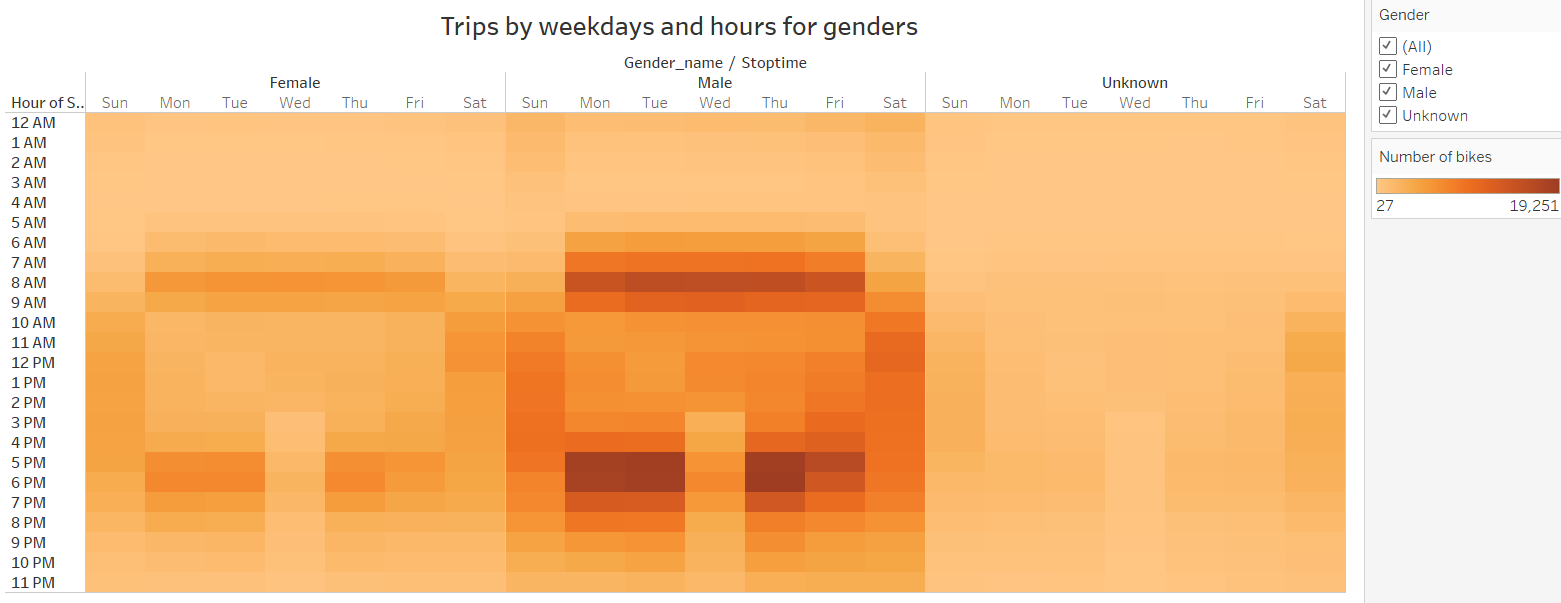 Trips by weekdays and hours for genders
Gender_name / Stoptime
Female Male Unknown
Hour of S.. Sun Mon Tue Wed Thu Fri Sat Sun Mon Tue Wed Thu Fri Sat Sun Mon Tue Wed Thu Fri Sat
12 AM
1 AM
2 AM
3 AM
4 AM
5 AM
6 AM
7 AM
8 AM
9 AM
10 AM
11 AM
12 PM
1 PM
2 PM
3 PM
4 PM
5 PM
6 PM
7 PM
8 PM
9 PM
10 PM
11 PM
Gender
(All)
Female
Male
Unknown
Number of bikes
27 19,251